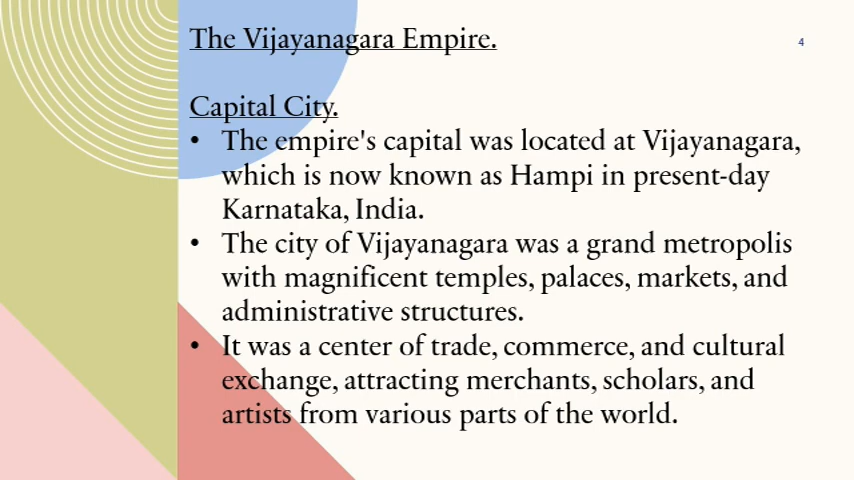 The Vijayanagara Empire.
4
Capital City.
• The empire's capital was located at Vijayanagara,
which is now known as Hampi in present-day
Karnataka, India.
• The city of Vijayanagara was a grand metropolis
with magnificent temples, palaces, markets, and
administrative structures.
• It was a center of trade, commerce, and cultural
exchange, attracting merchants, scholars, and
artists from various parts of the world.